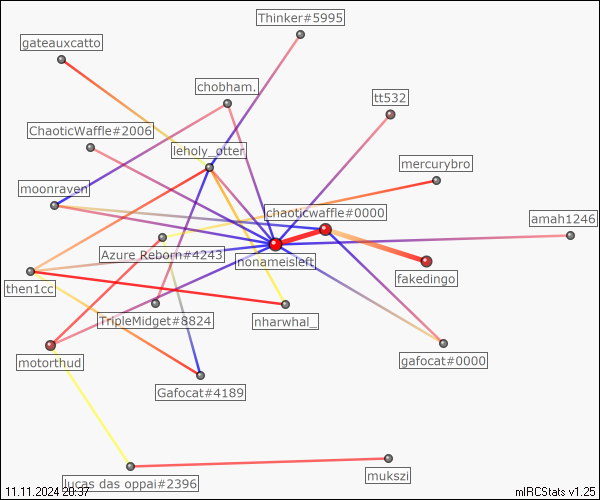 Thinker#5995
gateauxcatto
chobham.
tt532
ChaoticWaffle#2006
leholy_otter
mercurybro
moonraven
chaoticwaffle#0000
amah1246
Azure Reborn#4243
nonameisleft
fakedingo
then1cc
TripleMidget#8824
nharwhal_
motorthud
gafocat#0000
Gafocat#4189
mukszi
lucas das oppai#2396
11.11.2024 20:37
mIRCStats v1.25